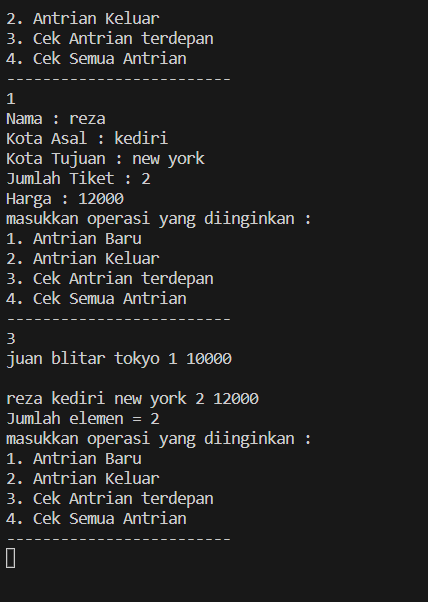 2. Antrian Keluar
3. Cek Antrian terdepan
4. Cek Semua Antrian
-------------------------
1
Nama : reza
Kota Asal : kediri
Kota Tujuan : new york
Jumlah Tiket : 2
Harga : 12000
masukkan operasi yang diinginkan :
1. Antrian Baru
2. Antrian Keluar
3. Cek Antrian terdepan
4. Cek Semua Antrian
-------------------------
3
juan blitar tokyo 1 10000

reza kediri new york 2 12000
Jumlah elemen = 2
masukkan operasi yang diinginkan :
1. Antrian Baru
2. Antrian Keluar
3. Cek Antrian terdepan
4. Cek Semua Antrian
-------------------------